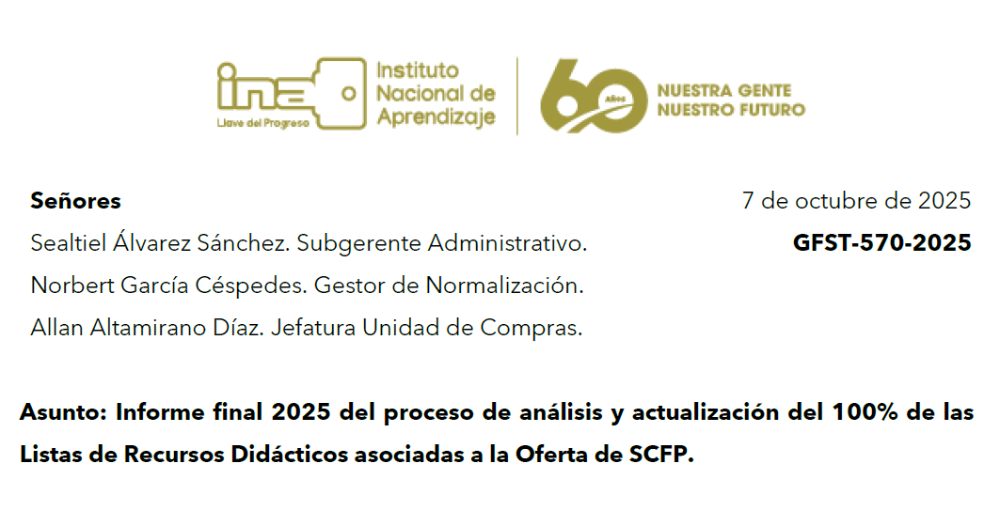 ina
Llave del Progreso
Instituto
Nacional de
Aprendizaje
60
AÑOS
NUESTRA GENTE
NUESTRO FUTURO
Señores
7 de octubre de 2025
Sealtiel Álvarez Sánchez. Subgerente Administrativo.
GFST-570-2025
Norbert García Céspedes. Gestor de Normalización.
Allan Altamirano Díaz. Jefatura Unidad de Compras.
Asunto: Informe final 2025 del proceso de análisis y actualización del 100% de las
Listas de Recursos Didácticos asociadas a la Oferta de SCFP.